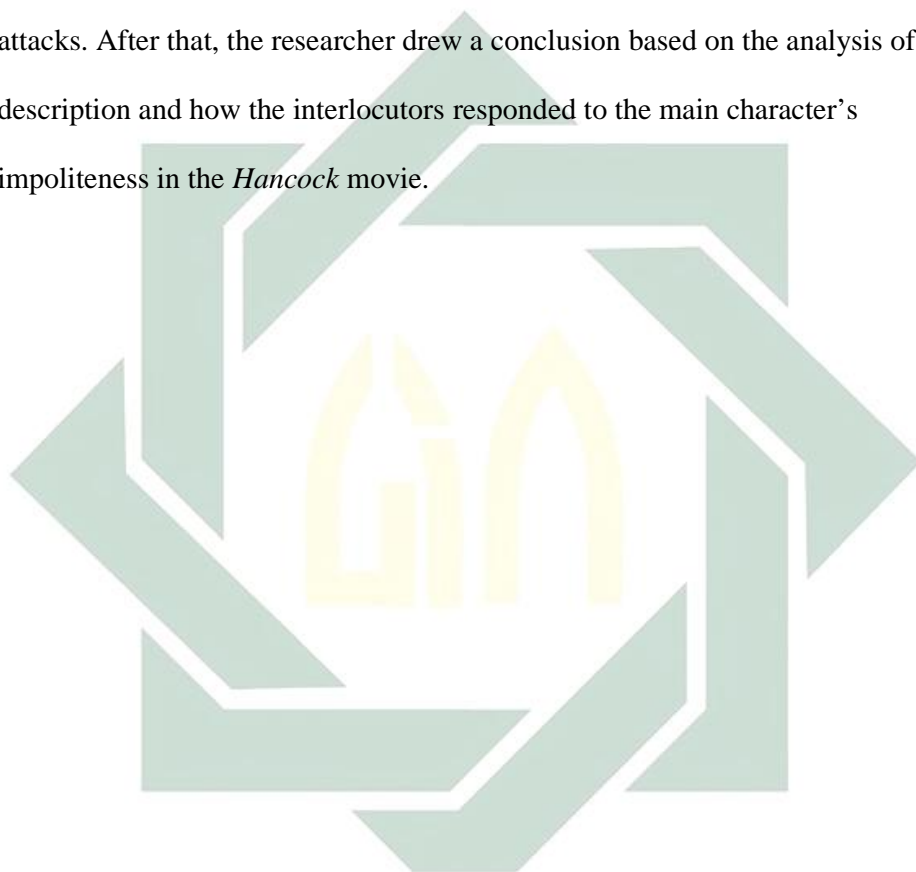 attacks. After that, the researcher drew a conclusion based on the analysis of
description and how the interlocutors responded to the main character’s
impoliteness in the Hancock movie.